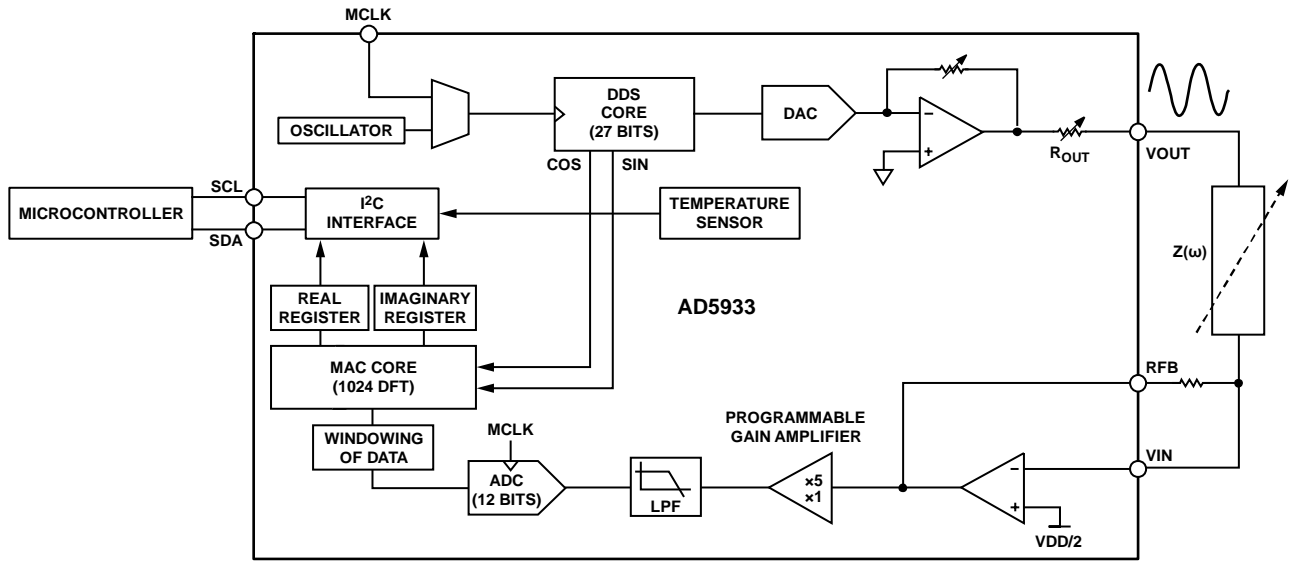 MCLK
OSCILLATOR
DDS
CORE
(27 BITS)
DAC
−
+
ROUT
VOUT
COS
SIN
MICROCONTROLLER
SCL
SDA
I2C
INTERFACE
TEMPERATURE
SENSOR
Z(ω)
REAL
REGISTER
IMAGINARY
REGISTER
AD5933
MAC CORE
(1024 DFT)
RFB
PROGRAMMABLE
GAIN AMPLIFIER
WINDOWING
OF DATA
MCLK
ADC
(12 BITS)
LPF
×5
×1
−
+
VIN
VDD/2